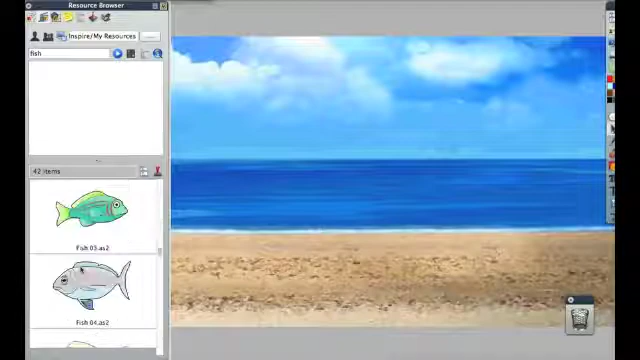 Resource Browser
Inspire/My Resources
fish
42 items
Fish 03.as2
Fish 04.as2